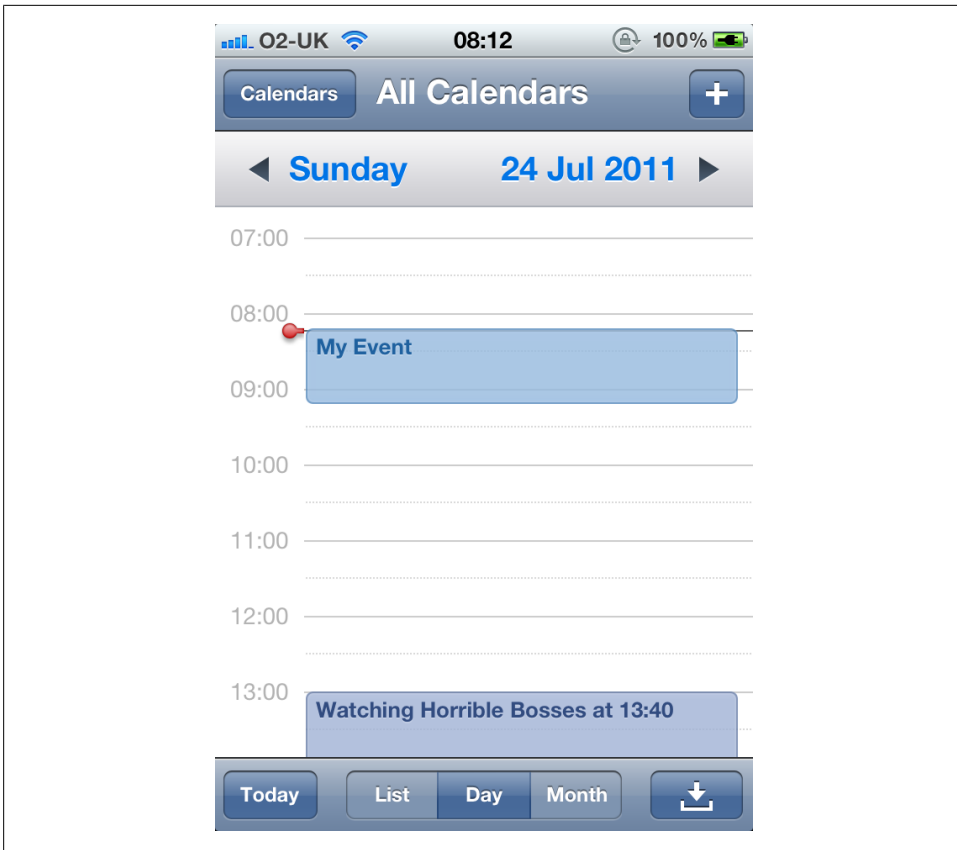 O2-UK 08:12 100%
Calendars All Calendars +
Sunday 24 Jul 2011
07:00
08:00
My Event
09:00
10:00
11:00
12:00
13:00
Watching Horrible Bosses at 13:40
Today List Day Month